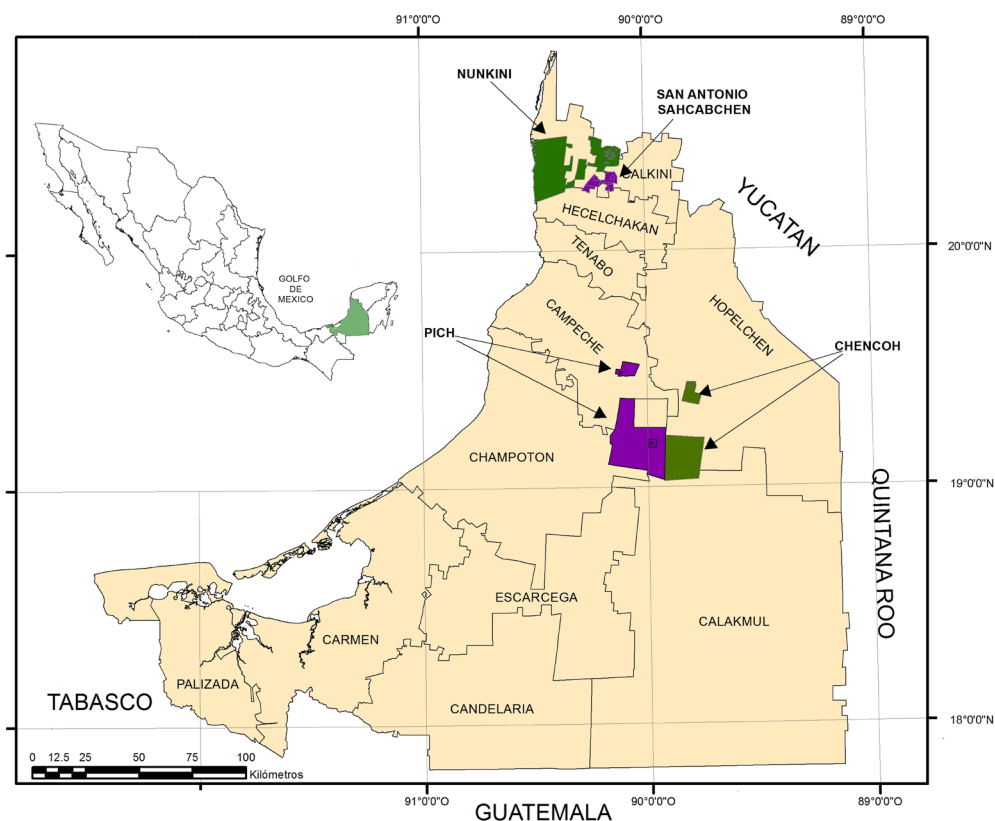 91°0'0"O
90°0'0"O
89°0'0"O
NUNKINI
SAN ANTONIO
SAHCABCHEN
CALKINI
YUCATAN
HECELCHAKAN
20°0'0"N
TENABO
GOLFO
DE
MEXICO
HOPELCHEN
CAMPECHE
PICH
CHENCOH
CHAMPOTON
19°0'0"N
QUINTANA ROO
ESCARCEGA
CALAKMUL
CARMEN
PALIZADA
TABASCO
CANDELARIA
18°0'0"N
0 12.5 25 50 75 100
Kilómetros
91°0'0"O
90°0'0"O
89°0'0"O
GUATEMALA